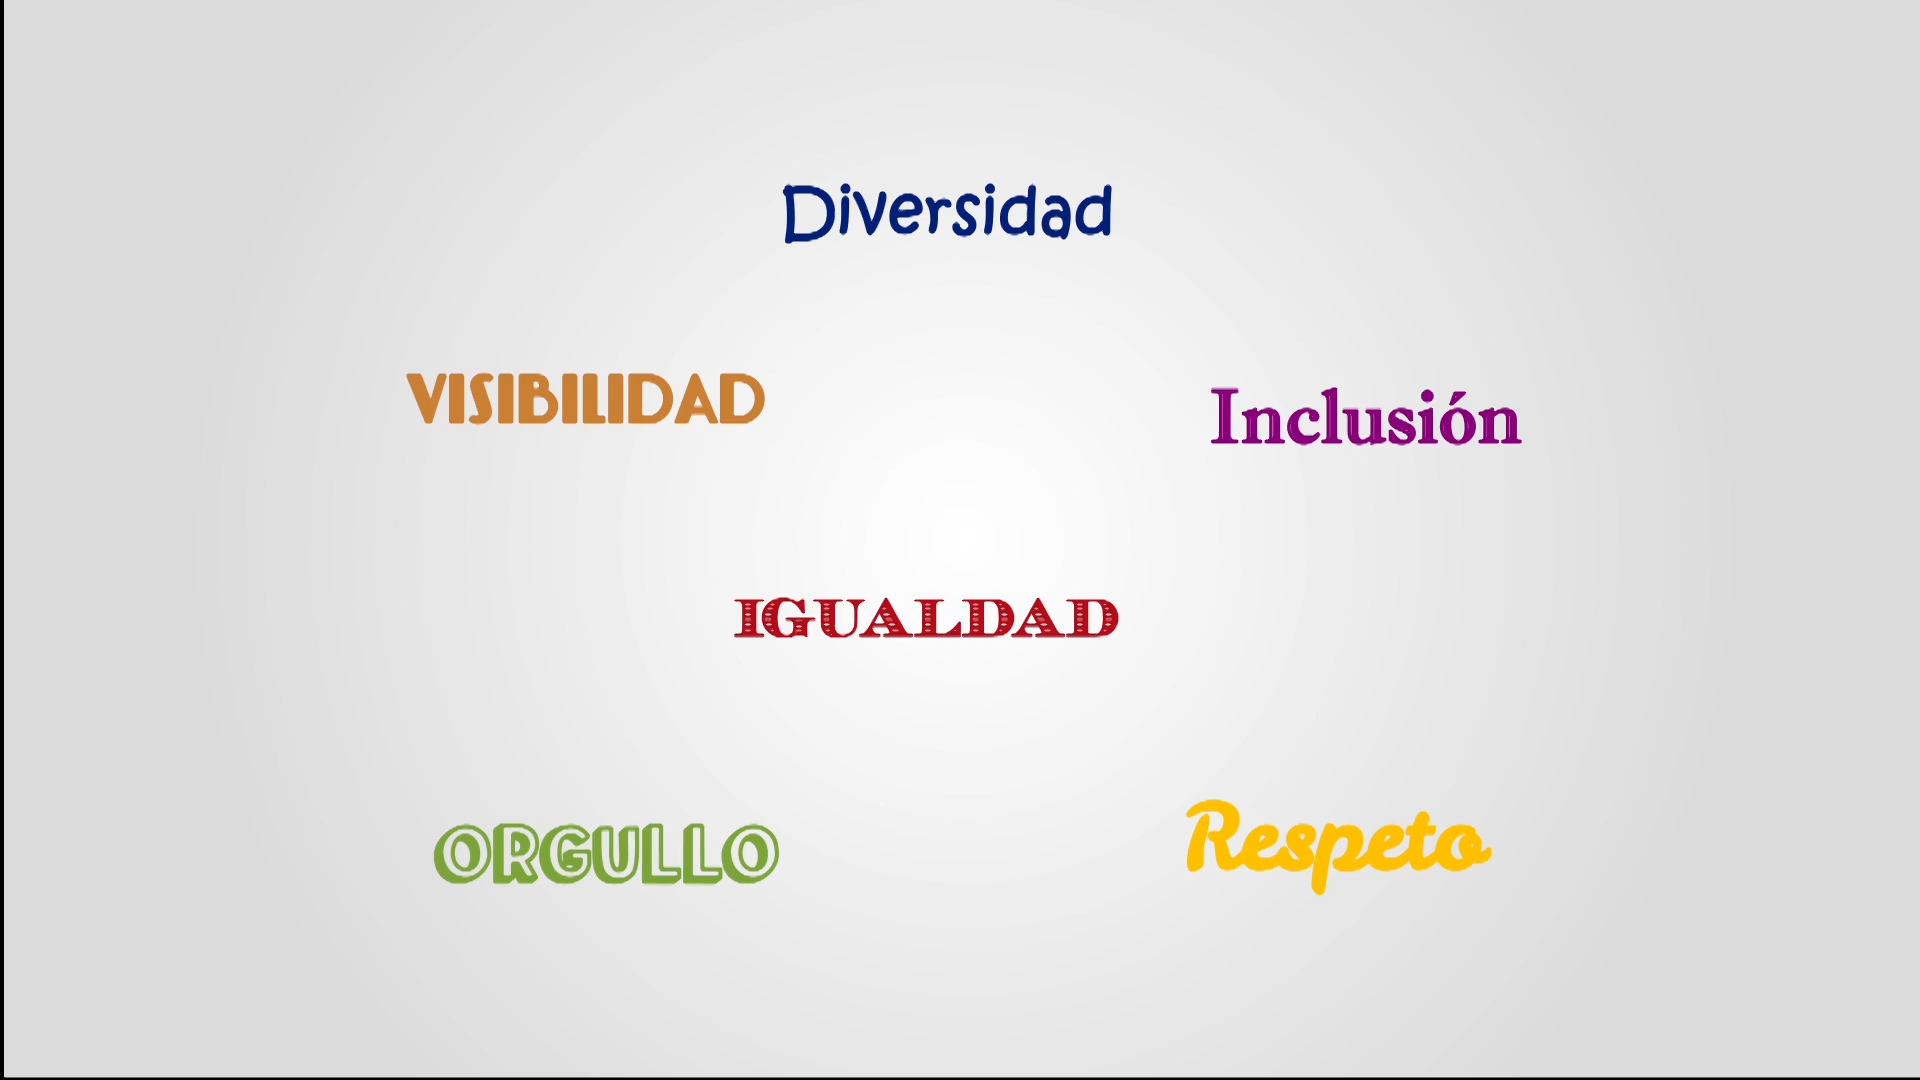 Diversidad
VISIBILIDAD
Inclusión
IGUALDAD
ORGULLO
Respeto